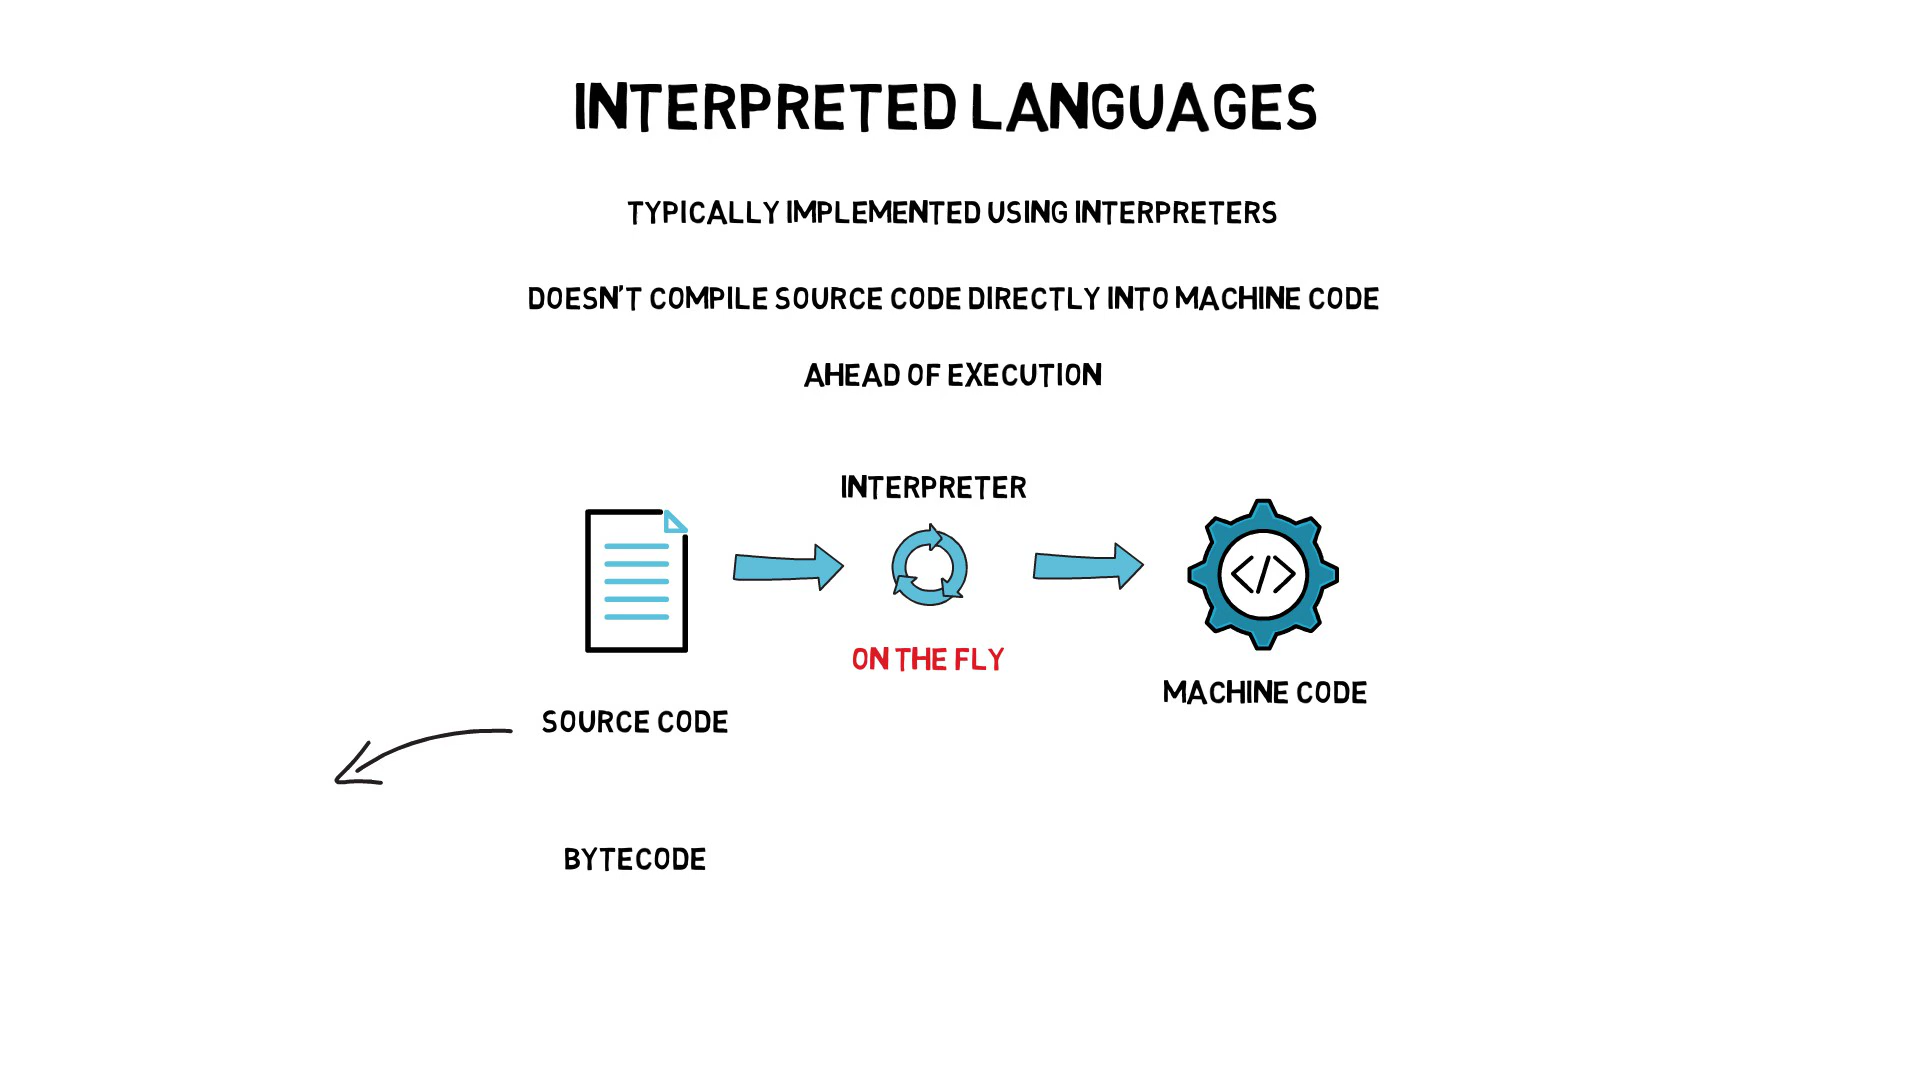 INTERPRETED LANGUAGES
TYPICALLY IMPLEMENTED USING INTERPRETERS
DOESN'T COMPILE SOURCE CODE DIRECTLY INTO MACHINE CODE
AHEAD OF EXECUTION
INTERPRETER
</>
ON THE FLY
MACHINE CODE
SOURCE CODE
BYTECODE